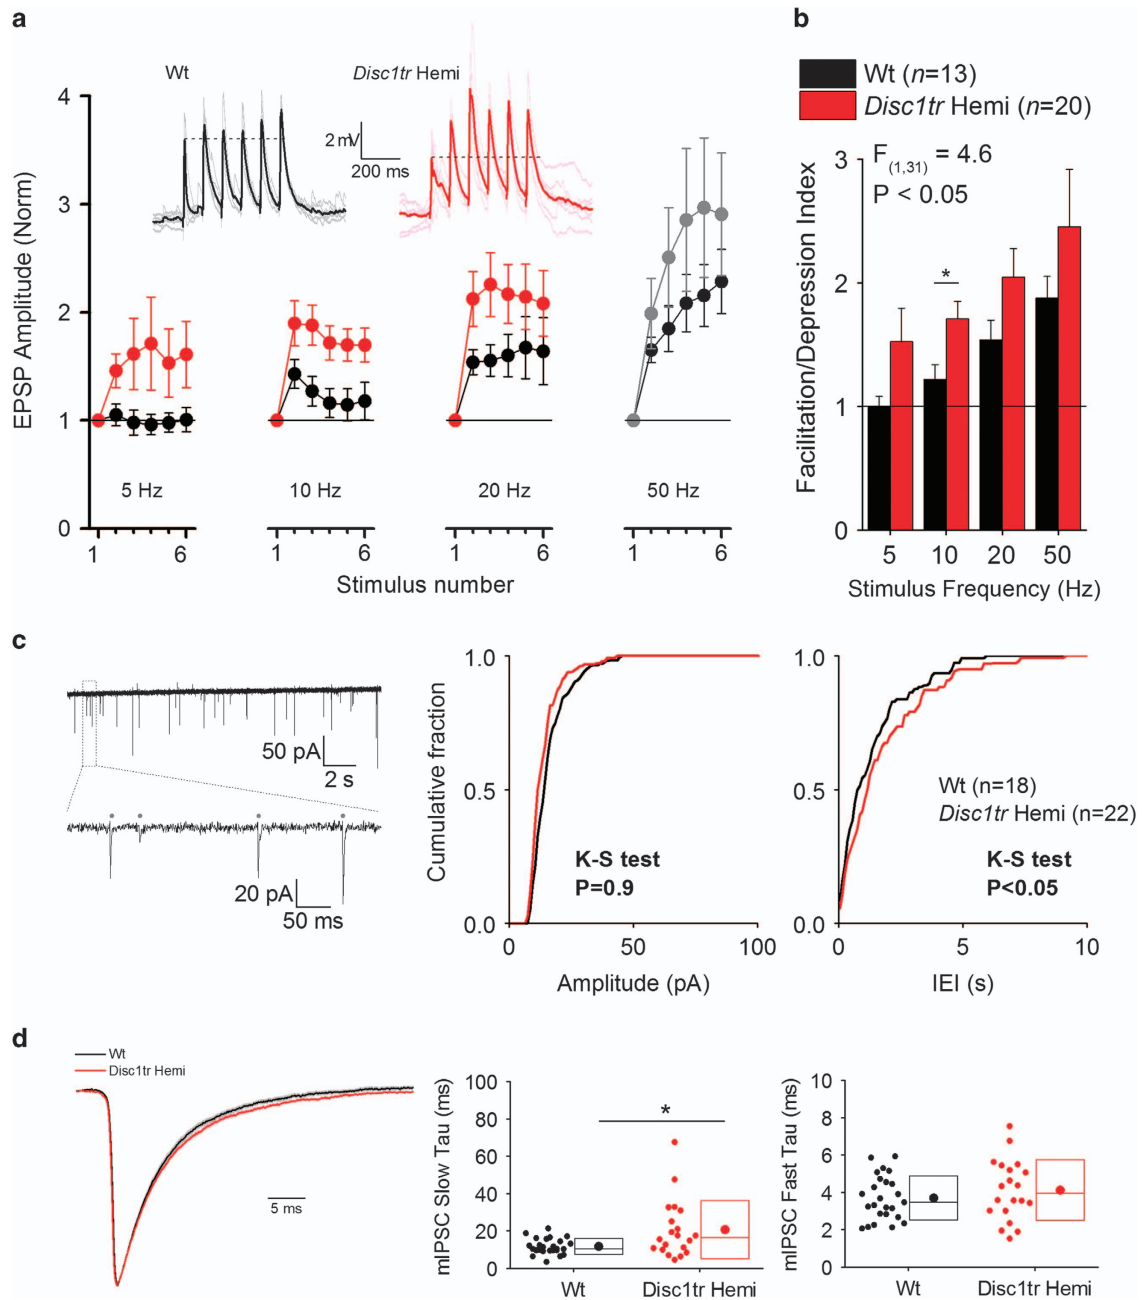 a
Wt
Disc1tr Hemi
2 mV
200 ms
4
3
2
1
0
EPSP Amplitude (Norm)
5 Hz
10 Hz
20 Hz
50 Hz
1 6 1 6 1 6 1 6
Stimulus number
b
Wt (n=13)
Disc1tr Hemi (n=20)
F(1,31) = 4.6
P < 0.05
*
3
2
1
0
Facilitation/Depression Index
5 10 20 50
Stimulus Frequency (Hz)
c
50 pA
2 s
20 pA
50 ms
Cumulative fraction
1.0
0.5
0.0
K-S test
P=0.9
0 50 100
Amplitude (pA)
1.0
0.5
0.0
Wt (n=18)
Disc1tr Hemi (n=22)
K-S test
P<0.05
0 5 10
IEI (s)
d
Wt
Disc1tr Hemi
5 ms
mIPSC Slow Tau (ms)
100
80
60
40
20
0
*
Wt Disc1tr Hemi
mIPSC Fast Tau (ms)
10
8
6
4
2
0
Wt Disc1tr Hemi